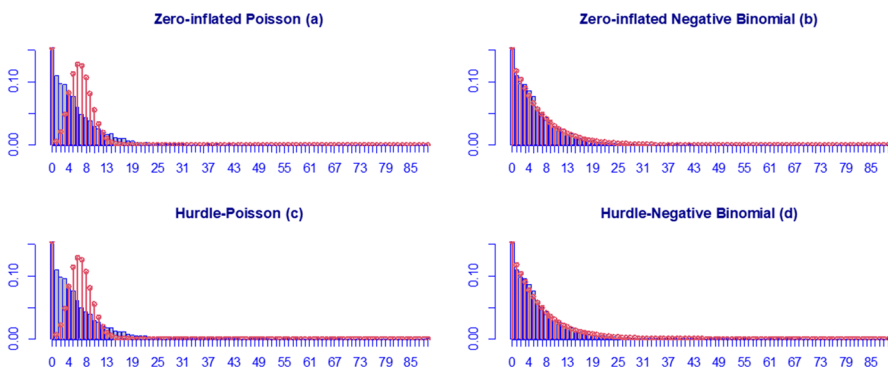 Zero-inflated Poisson (a)
0.00 0.10
0 4 8 13 19 25 31 37 43 49 55 61 67 73 79 85
Zero-inflated Negative Binomial (b)
0.00 0.10
0 4 8 13 19 25 31 37 43 49 55 61 67 73 79 85
Hurdle-Poisson (c)
0.00 0.10
0 4 8 13 19 25 31 37 43 49 55 61 67 73 79 85
Hurdle-Negative Binomial (d)
0.00 0.10
0 4 8 13 19 25 31 37 43 49 55 61 67 73 79 85